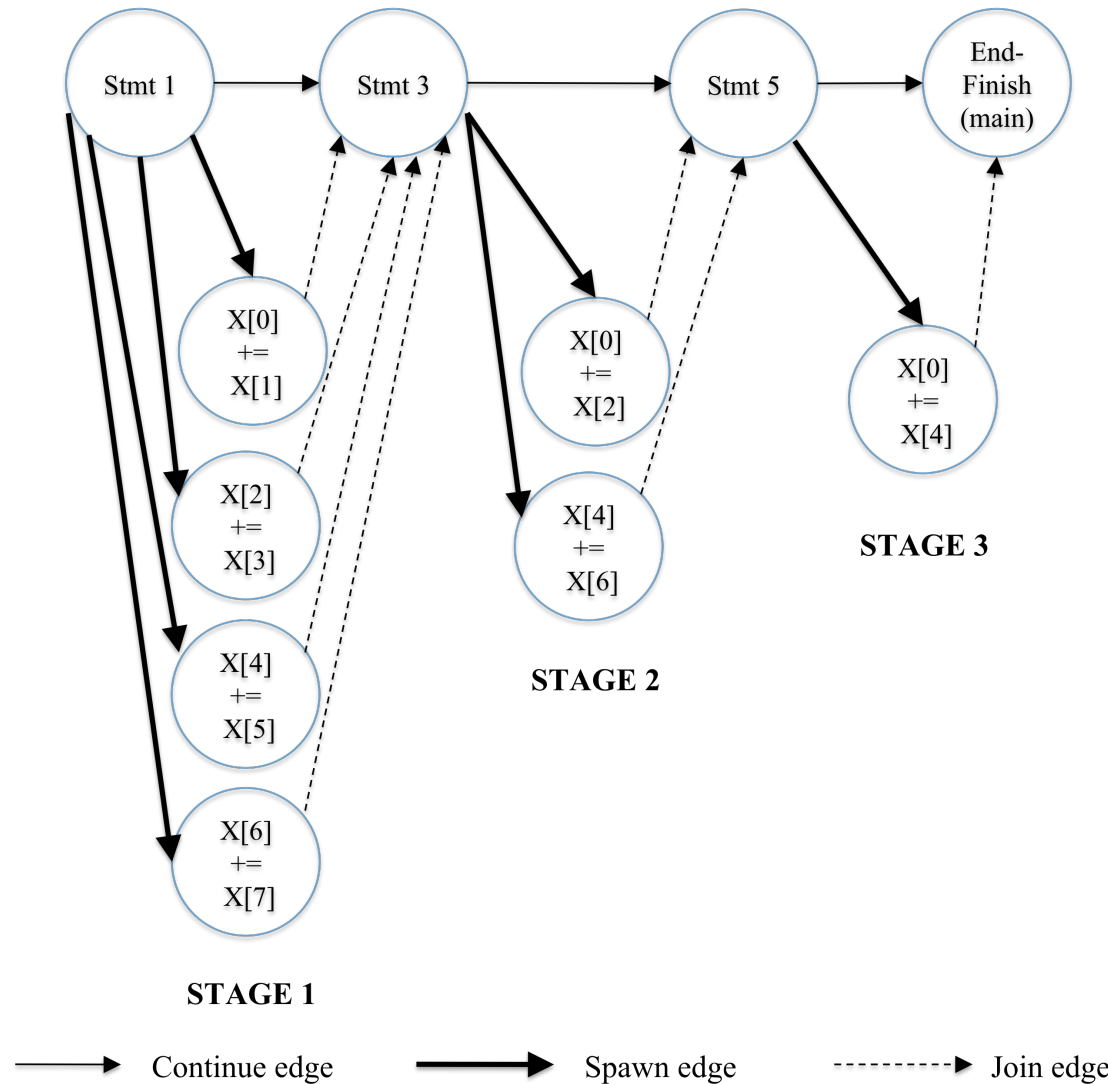 Stmt 1
Stmt 3
Stmt 5
End-
Finish
(main)
X[0]
+=
X[1]
X[2]
+=
X[3]
X[4]
+=
X[5]
X[6]
+=
X[7]
STAGE 1
X[0]
+=
X[2]
X[4]
+=
X[6]
STAGE 2
X[0]
+=
X[4]
STAGE 3
Continue edge
Spawn edge
Join edge